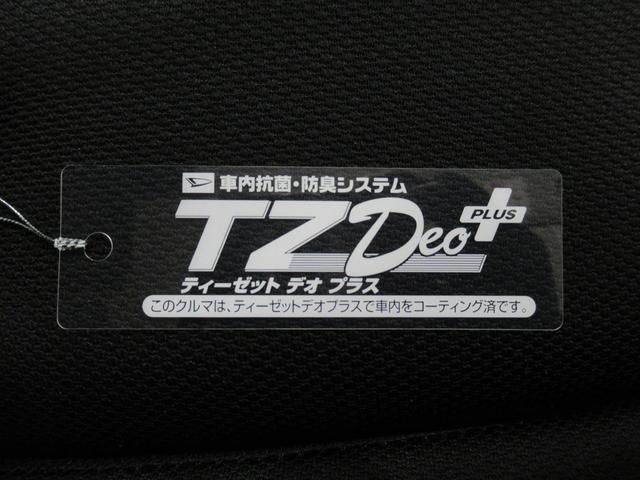 車内抗菌・防臭システム
TZ Deo PLUS
ティーゼット デオ プラス
このクルマは、ティーゼットデオプラスで車内をコーティング済です。